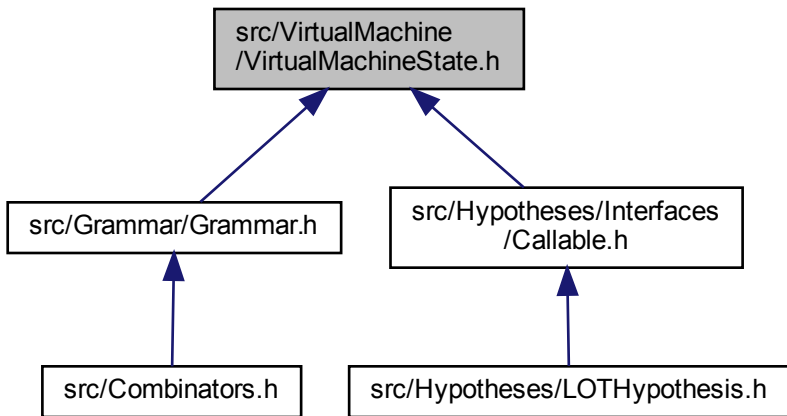 src/VirtualMachine
/VirtualMachineState.h
src/Grammar/Grammar.h
src/Hypotheses/Interfaces
/Callable.h
src/Combinators.h
src/Hypotheses/LOTHypothesis.h